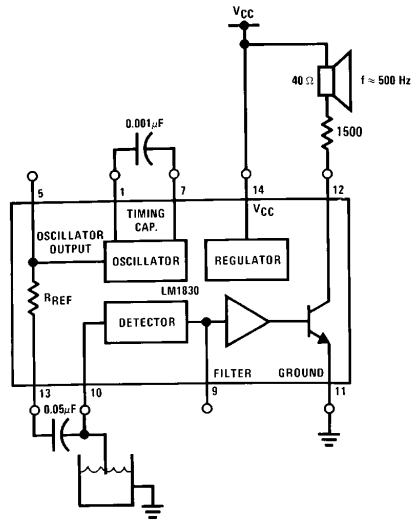 VCC
40 Ω
f ≈ 500 Hz
1500
0.001μF
5
1
7
14
12
TIMING
CAP.
VCC
OSCILLATOR
OUTPUT
OSCILLATOR
REGULATOR
RREF
LM1830
DETECTOR
FILTER
GROUND
13
10
9
11
0.05μF